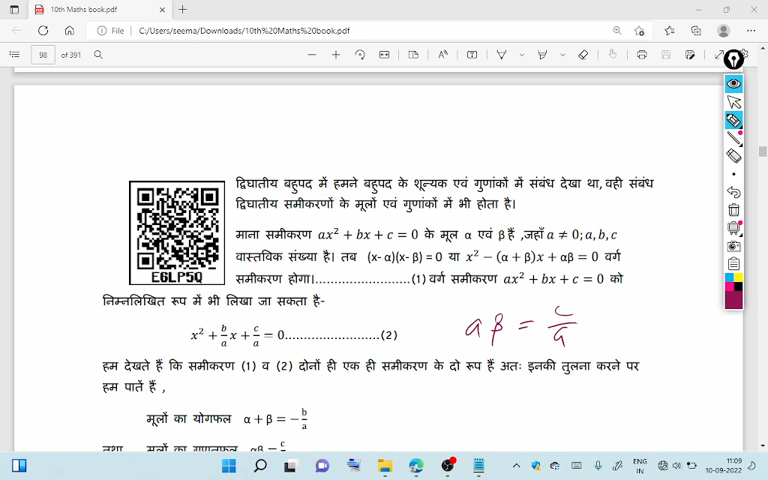 10th Maths book.pdf
File C:/Users/seema/Downloads/10th%20Maths%20book.pdf
98 of 391
द्विघातीय बहुपद में हमने बहुपद के शून्यक एवं गुणांकों में संबंध देखा था, वही संबंध
द्विघातीय समीकरणों के मूलों एवं गुणांकों में भी होता है।
माना समीकरण ax² + bx + c = 0 के मूल α एवं β हैं ,जहाँ a ≠ 0; a, b, c
वास्तविक संख्या है। तब (x- α)(x- β) = 0 या x² − (α + β)x + αβ = 0 वर्ग
समीकरण होगा।........................(1) वर्ग समीकरण ax² + bx + c = 0 को
E6LP5Q
निम्नलिखित रूप में भी लिखा जा सकता है-
x² + b/a x + c/a = 0........................(2)
αβ = c/a
हम देखते हैं कि समीकरण (1) व (2) दोनों ही एक ही समीकरण के दो रूप हैं अतः इनकी तुलना करने पर
हम पातें हैं ,
मूलों का योगफल α + β = − b/a
तथा मूलों का गुणनफल αβ = c/a
ENG
IN
11:09
10-09-2022